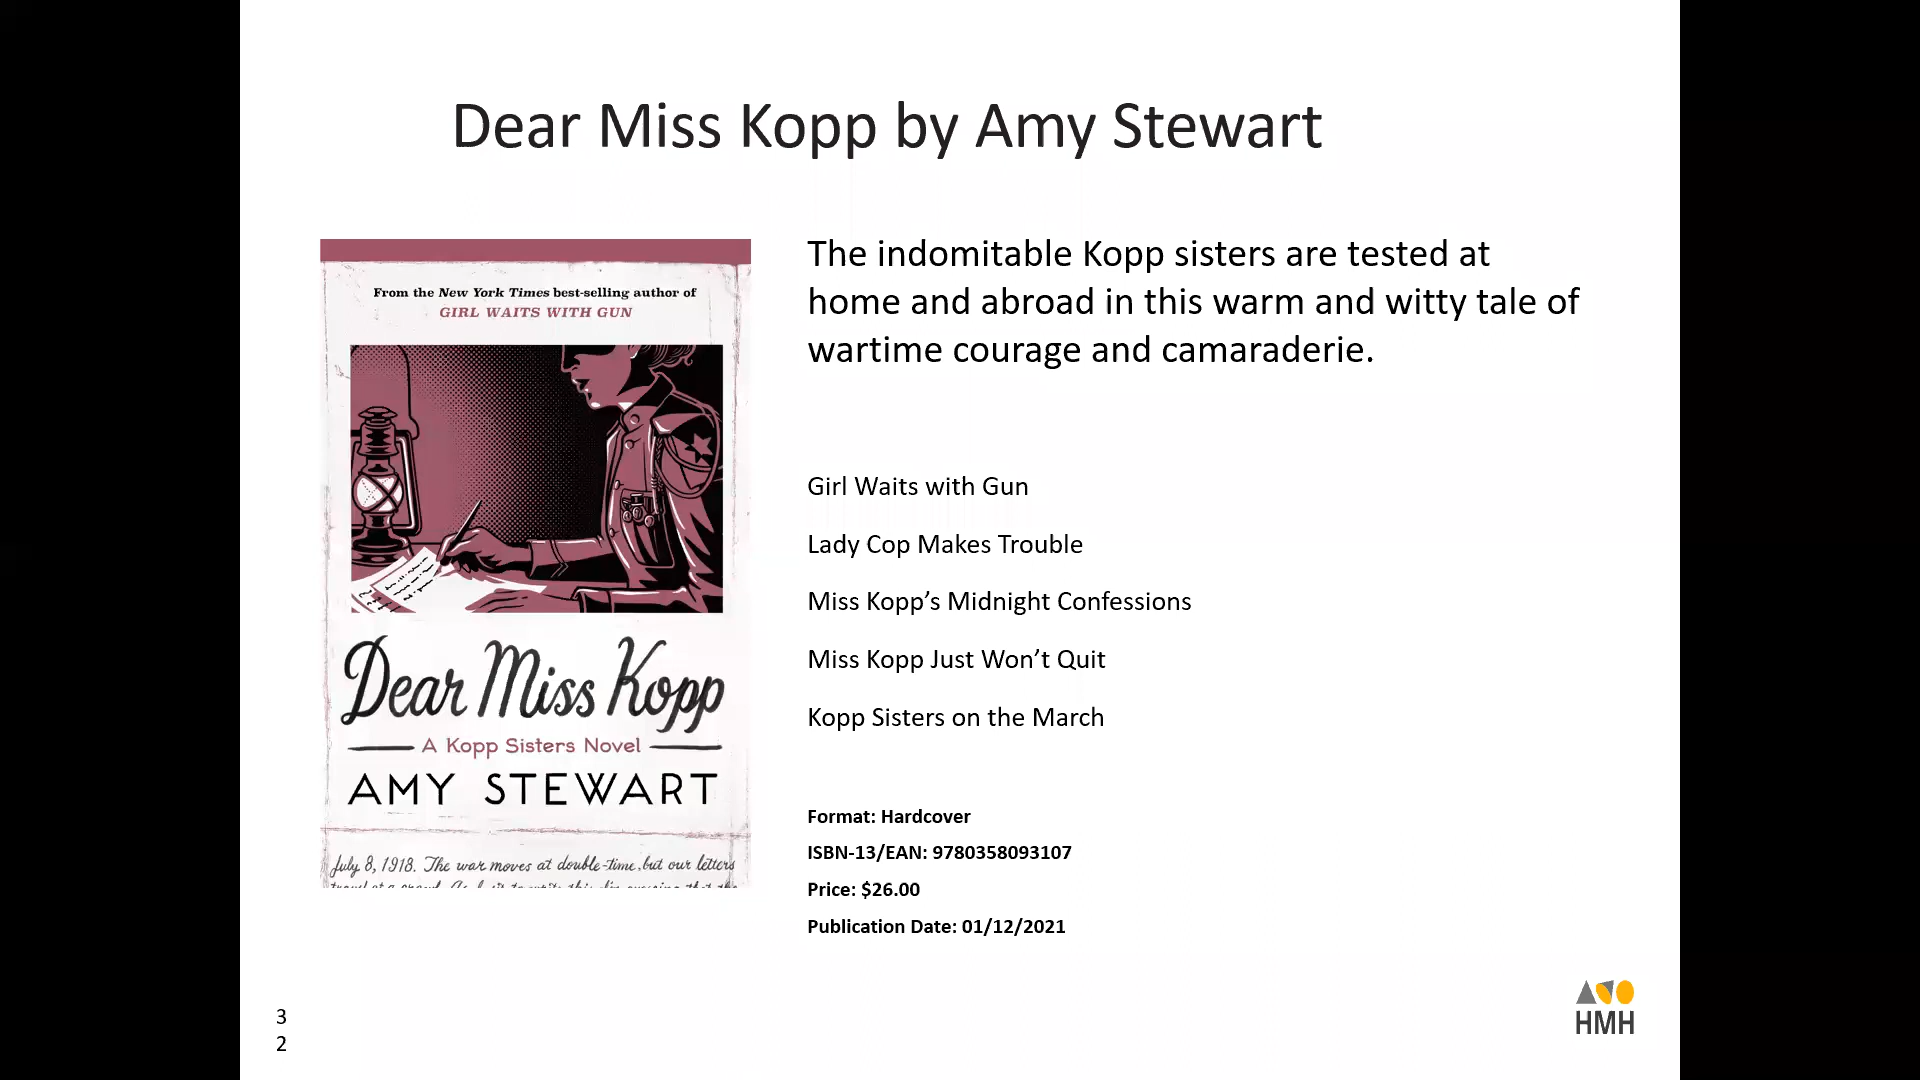 Dear Miss Kopp by Amy Stewart
From the New York Times best-selling author of
GIRL WAITS WITH GUN
Dear Miss Kopp
A Kopp Sisters Novel
AMY STEWART
July 8, 1918. The war moves at double-time, but our letters
The indomitable Kopp sisters are tested at
home and abroad in this warm and witty tale of
wartime courage and camaraderie.
Girl Waits with Gun
Lady Cop Makes Trouble
Miss Kopp’s Midnight Confessions
Miss Kopp Just Won’t Quit
Kopp Sisters on the March
Format: Hardcover
ISBN-13/EAN: 9780358093107
Price: $26.00
Publication Date: 01/12/2021
3
2
HMH